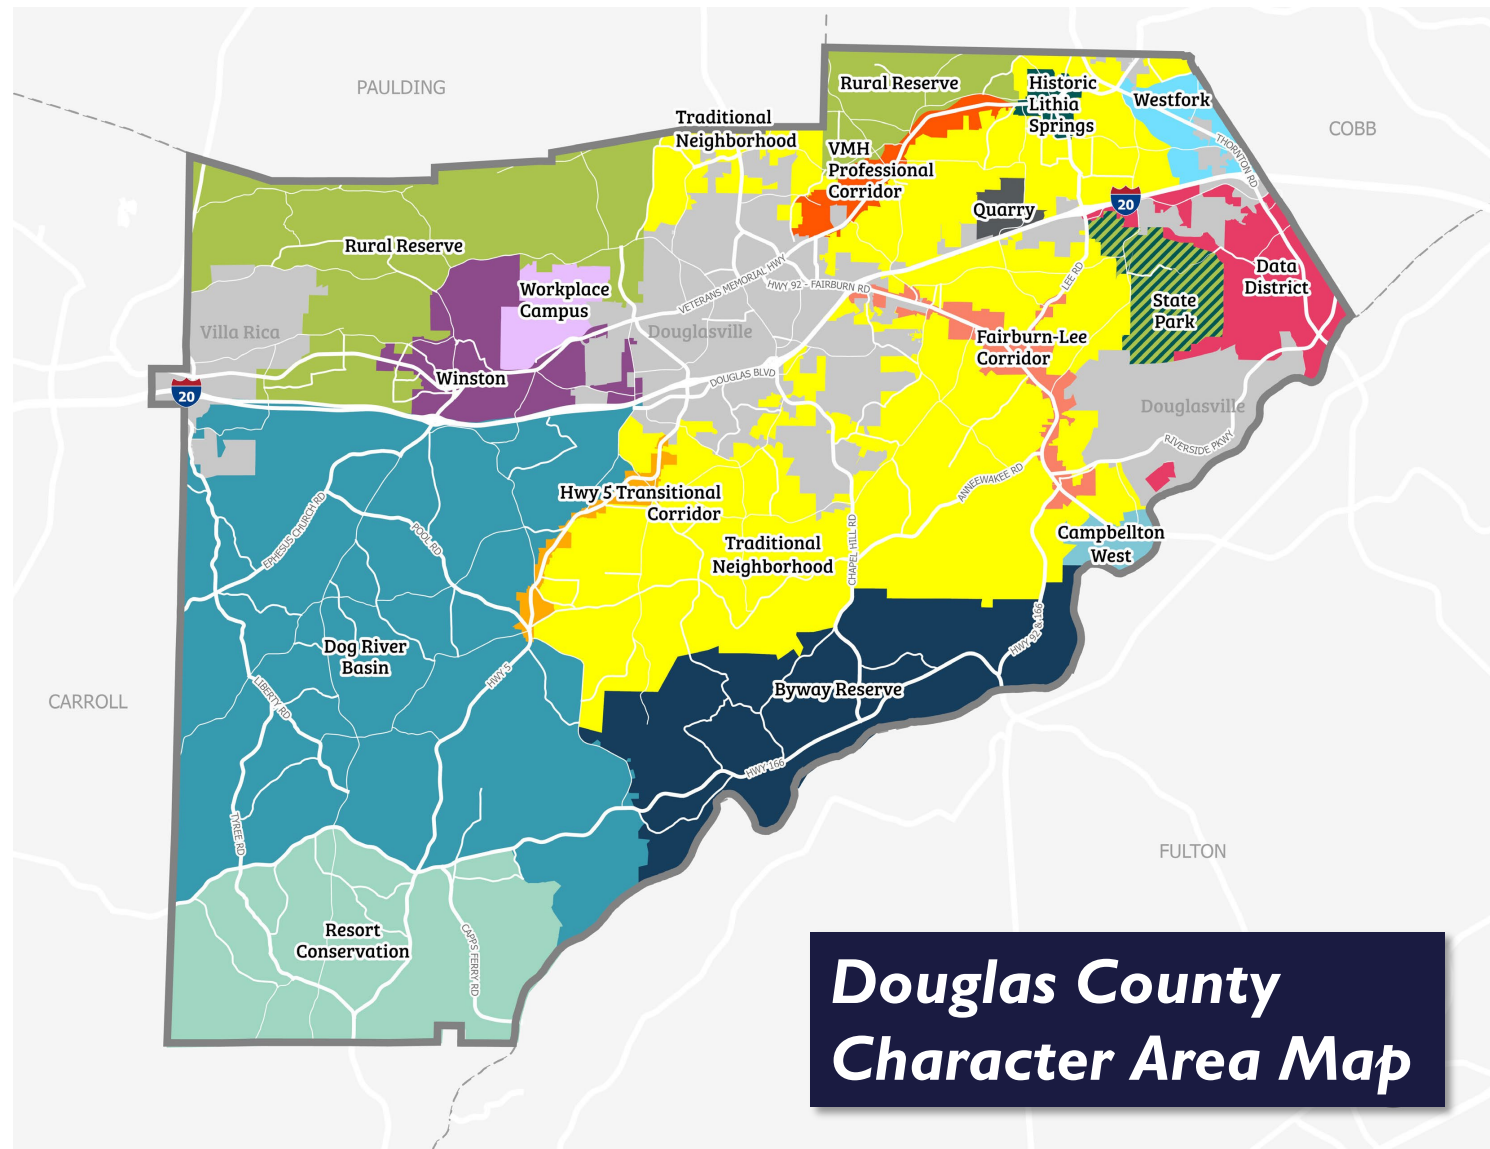 PAULDING
COBB
Rural Reserve
Historic
Lithia
Springs
Westfork
Traditional
Neighborhood
THORNTON RD
VMH
Professional
Corridor
Quarry
20
Rural Reserve
Workplace
Campus
VETERANS MEMORIAL HWY
HWY 92 - FAIRBURN RD
LEE RD
Data
District
State
Park
Villa Rica
Douglasville
Fairburn-Lee
Corridor
Winston
DOUGLAS BLVD
20
Douglasville
RIVERSIDE PKWY
ANNEEWAKEE RD
Hwy 5 Transitional
Corridor
EPHESUS CHURCH RD
POOL RD
CHAPEL HILL RD
Traditional
Neighborhood
Campbellton
West
HWY 92 & 166
Dog River
Basin
HWY 5
LIBERTY RD
Byway Reserve
CARROLL
HWY 166
TYREE RD
FULTON
Resort
Conservation
CAPPS FERRY RD
Douglas County
Character Area Map